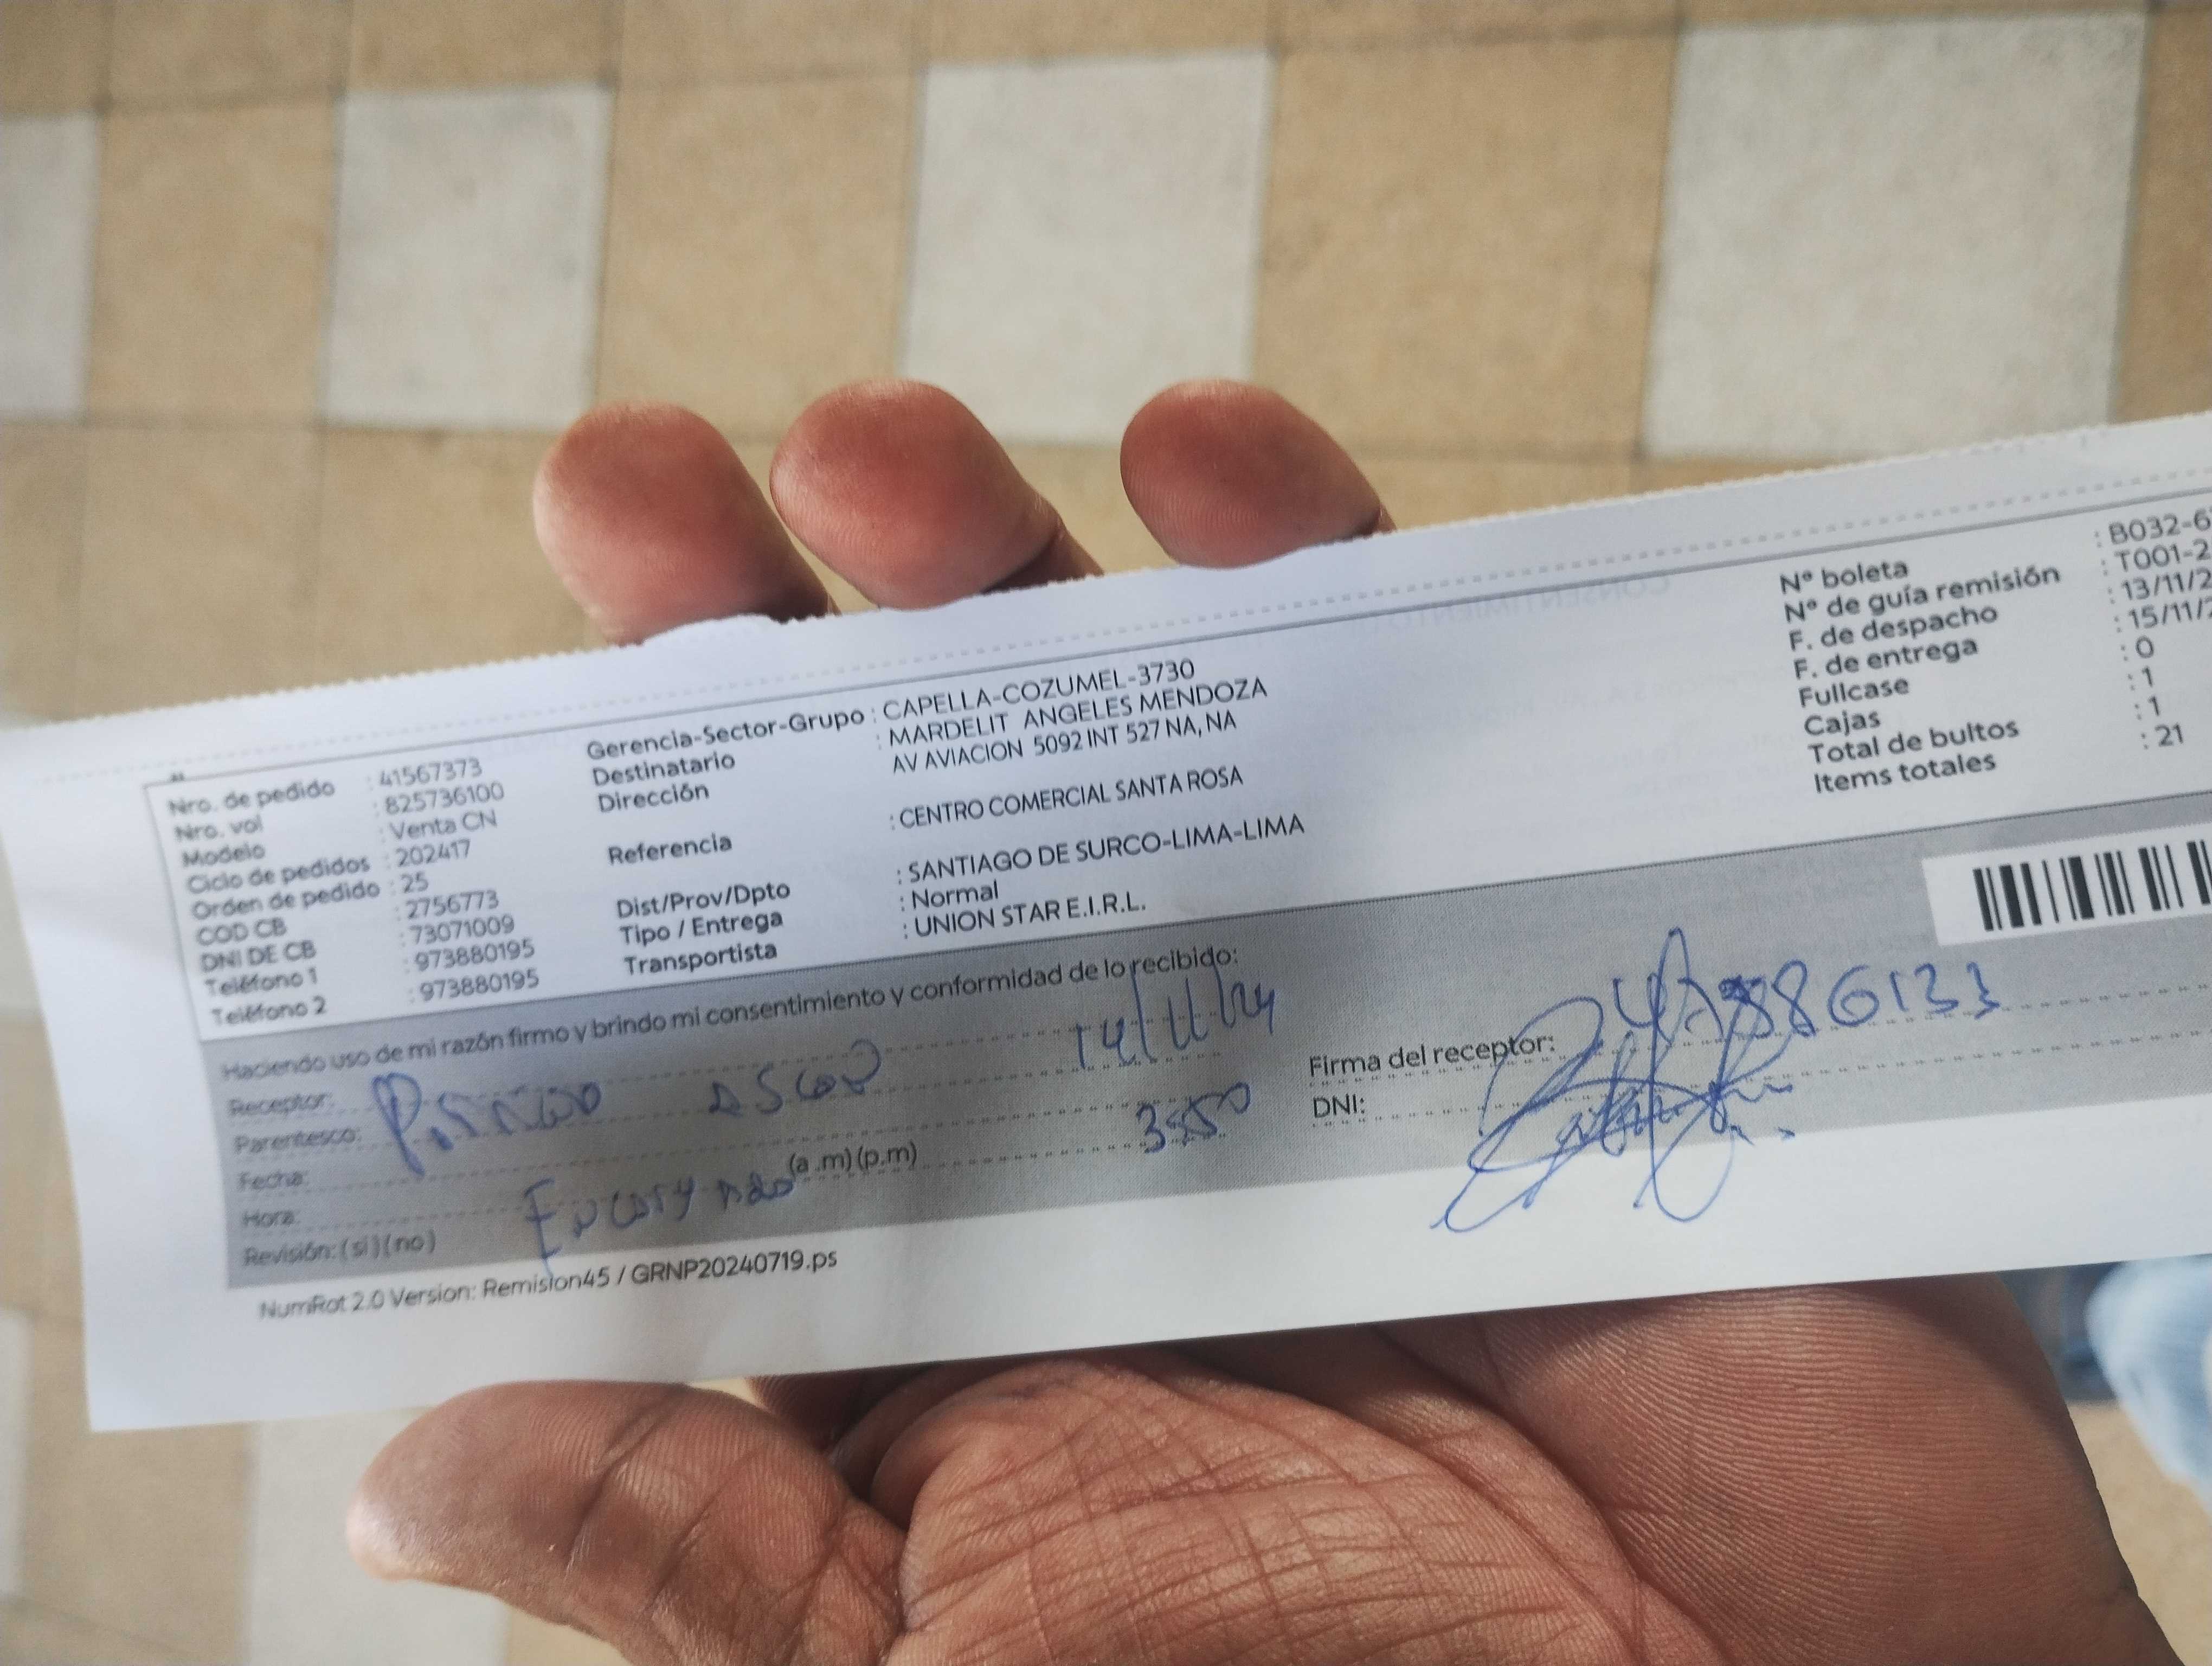 Nro. de pedido : 41567373
Nro. vol : 825736100
Modelo : Venta CN
Ciclo de pedidos : 202417
Orden de pedido : 25
COD CB : 2756773
DNI DE CB : 73071009
Teléfono 1 : 973880195
Teléfono 2 : 973880195
Gerencia-Sector-Grupo : CAPELLA-COZUMEL-3730
Destinatario : MARDELIT ANGELES MENDOZA
Dirección AV AVIACION 5092 INT 527 NA, NA
Referencia : CENTRO COMERCIAL SANTA ROSA
Dist/Prov/Dpto : SANTIAGO DE SURCO-LIMA-LIMA
Tipo / Entrega : Normal
Transportista : UNION STAR E.I.R.L.
N° boleta : B032-6
N° de guía remisión : T001-2
F. de despacho : 13/11/2
F. de entrega : 15/11/2
Fullcase : 0
Cajas : 1
Total de bultos : 1
Items totales : 21
Haciendo uso de mi razón firmo y brindo mi consentimiento y conformidad de lo recibido:
Receptor:
Parentesco: 14/11/24
Fecha:
Hora: (a .m) (p.m) 3:50
Revisión: ( si ) ( no )
Firma del receptor:
DNI:
NumRot 2.0 Version: Remision45 / GRNP20240719.ps